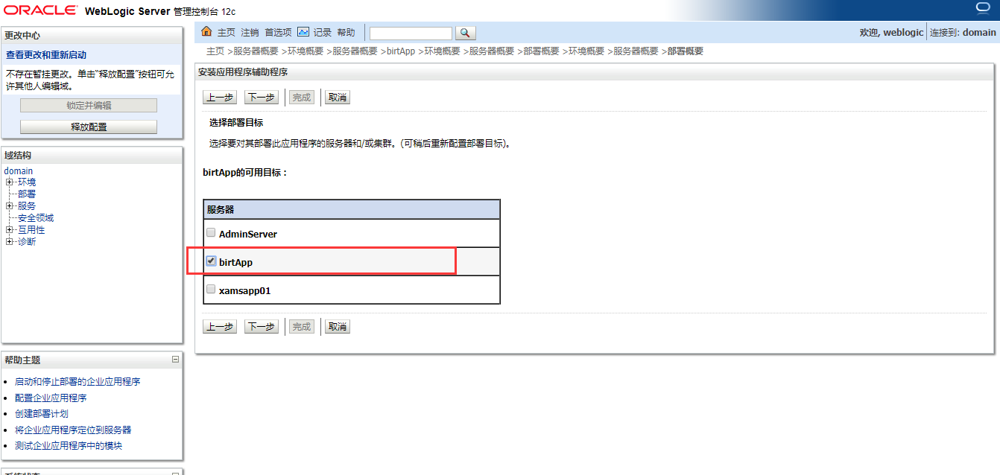 ORACLE® WebLogic Server 管理控制台 12c
更改中心
查看更改和重新启动
不存在暂挂更改。单击“释放配置”按钮可允
许其他人编辑域。
锁定并编辑
释放配置
域结构
domain
环境
部署
服务
安全领域
互用性
诊断
帮助主题
启动和停止部署的企业应用程序
配置企业应用程序
创建部署计划
将企业应用程序定位到服务器
测试企业应用程序中的模块
系统状态
主页 注销 首选项 记录 帮助
欢迎, weblogic 连接到: domain
主页 >服务器概要 >环境概要 >服务器概要 >birtApp >环境概要 >服务器概要 >部署概要 >环境概要 >服务器概要 >部署概要
安装应用程序辅助程序
上一步 下一步 完成 取消
选择部署目标
选择要对其部署此应用程序的服务器和/或集群。(可稍后重新配置部署目标)。
birtApp的可用目标：
服务器
AdminServer
birtApp
xamsapp01
上一步 下一步 完成 取消